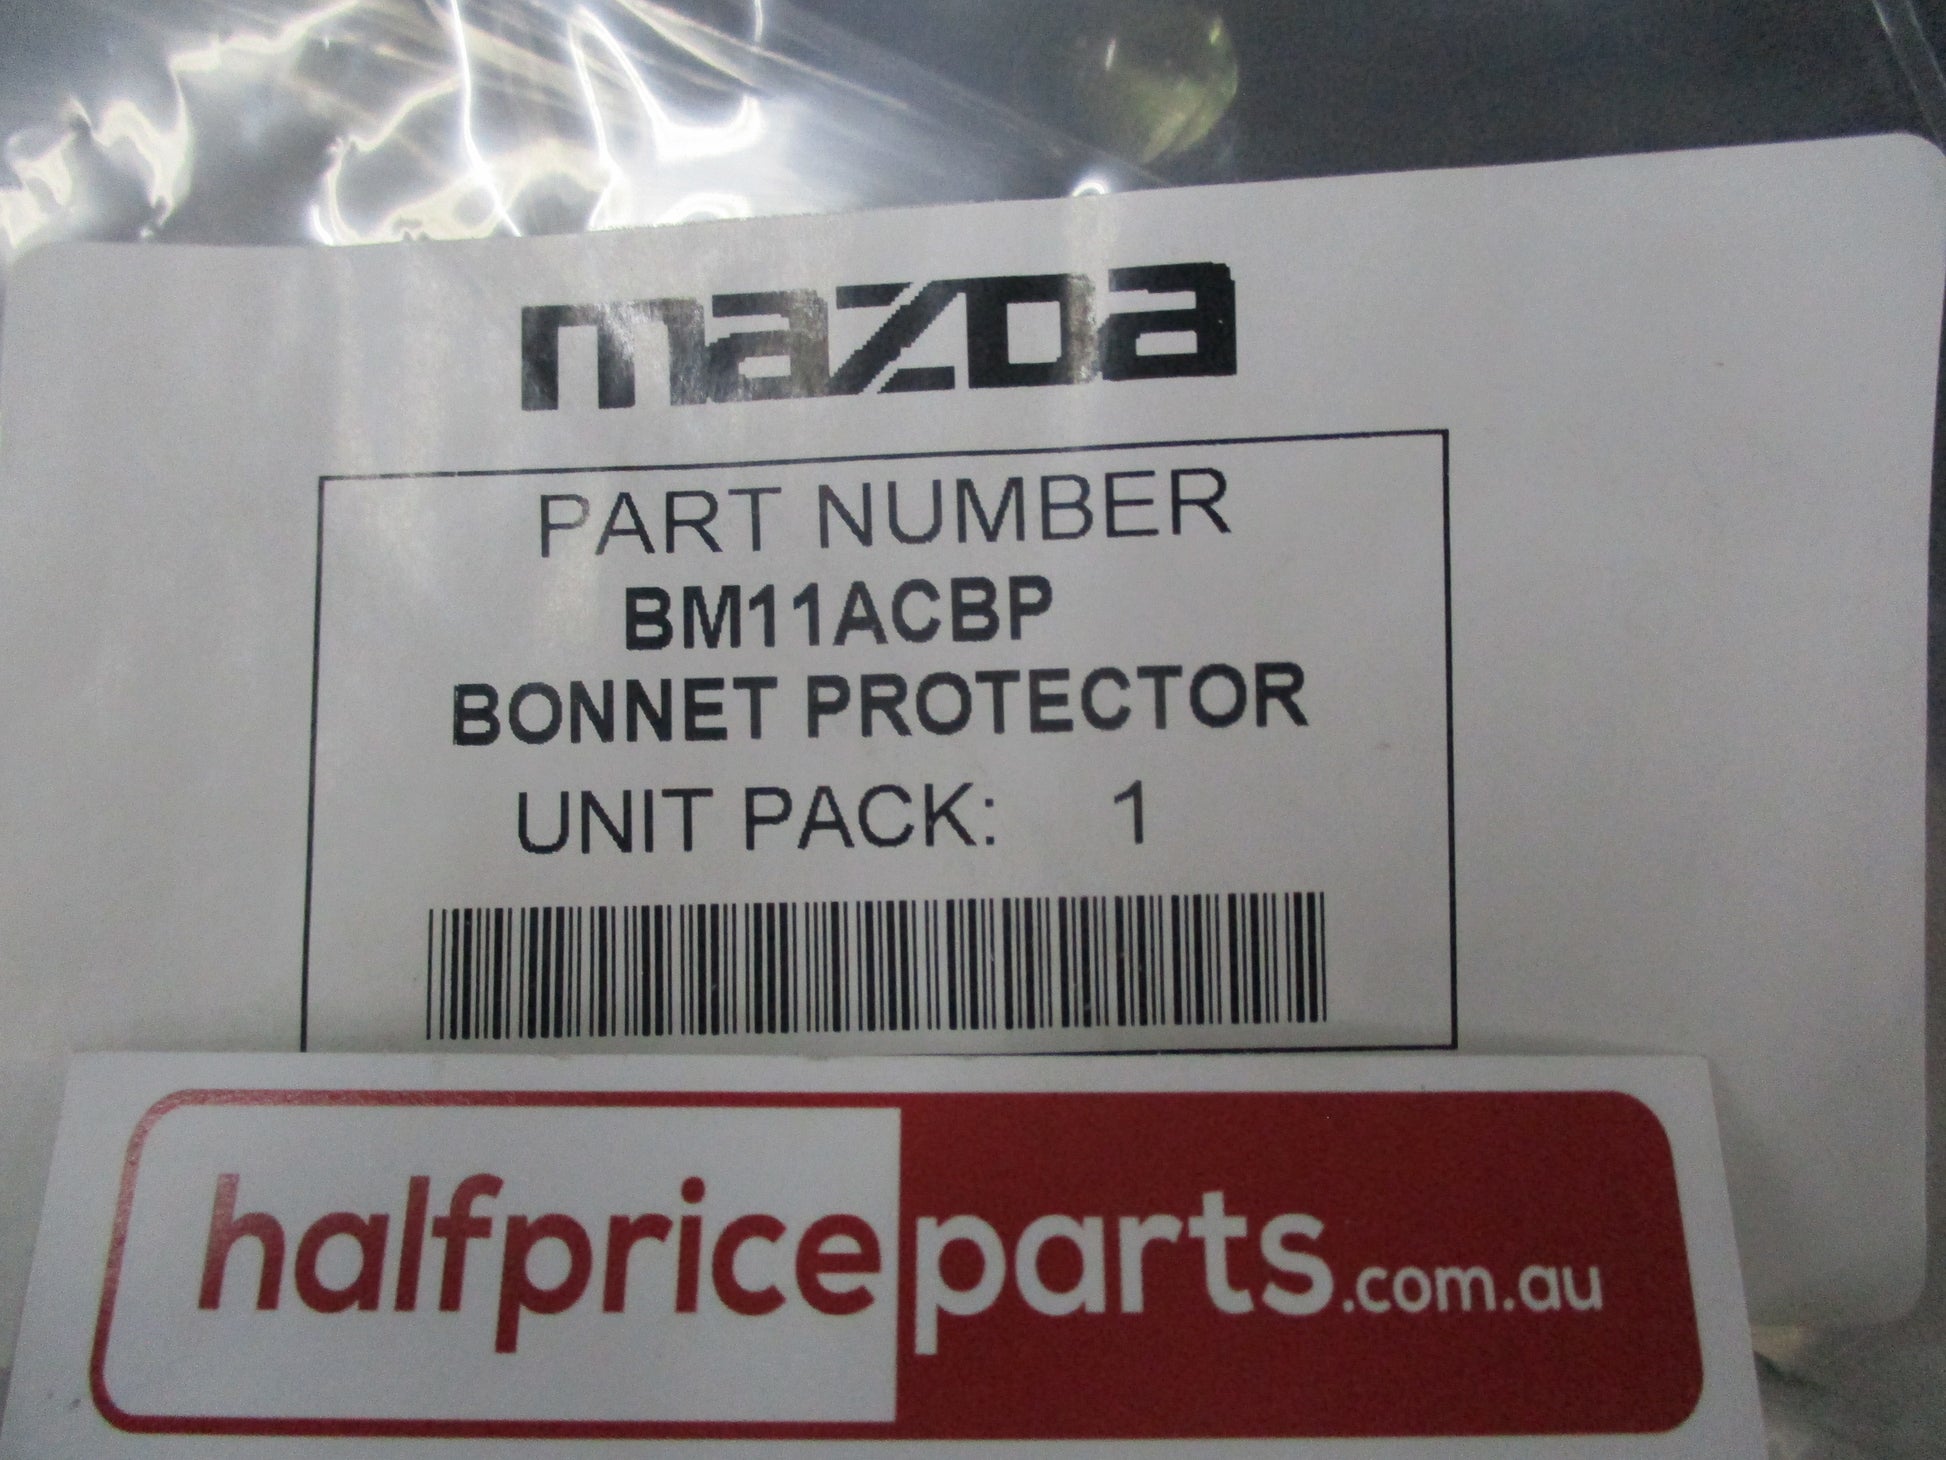 mazda
PART NUMBER
BM11ACBP
BONNET PROTECTOR
UNIT PACK: 1
halfpriceparts.com.au